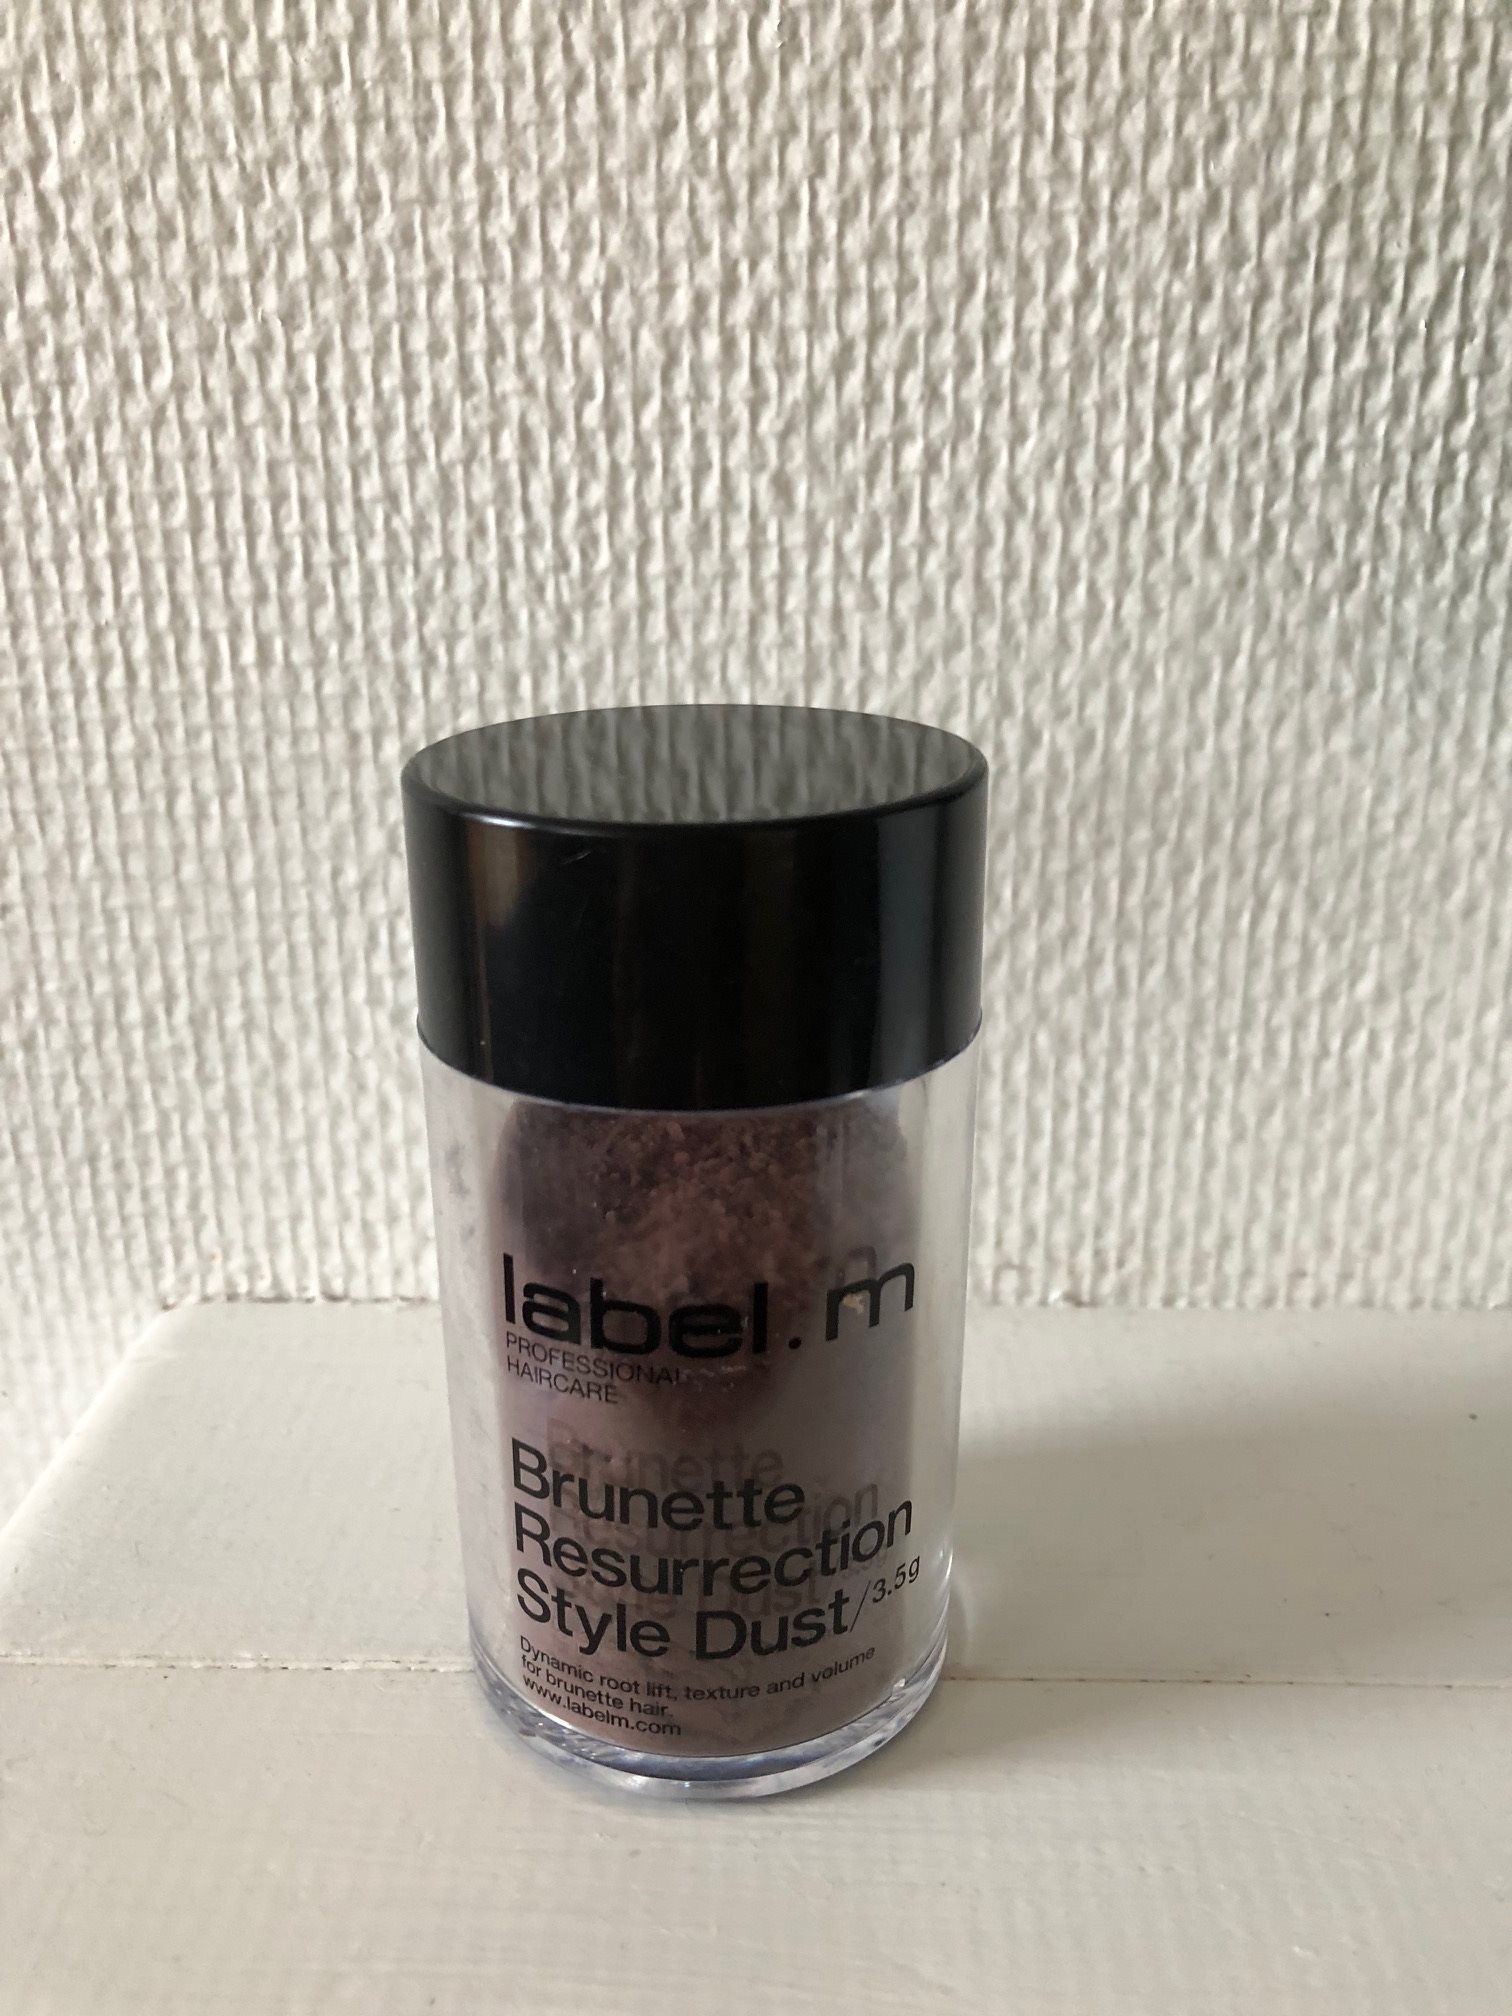 label.m
PROFESSIONAL
HAIRCARE
Brunette
Resurrection
Style Dust/3.5g
Dynamic root lift, texture and volume
for brunette hair.
www.labelm.com